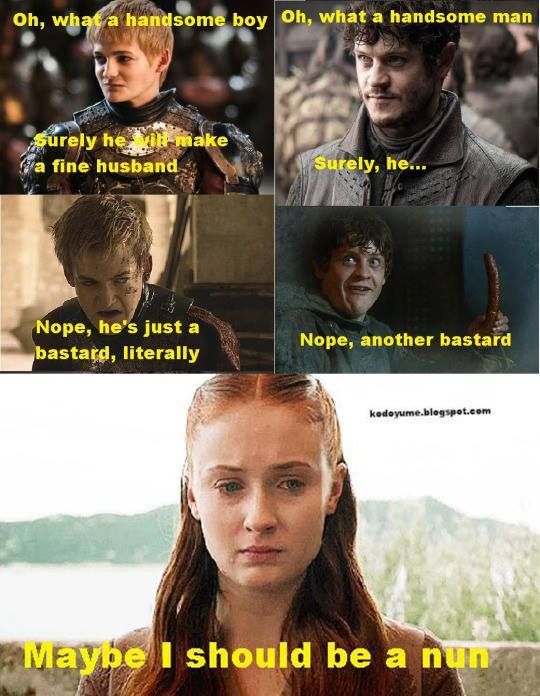 Oh, what a handsome boy
Surely he will make
a fine husband
Oh, what a handsome man
Surely, he...
Nope, he's just a
bastard, literally
Nope, another bastard
kodoyume.blogspot.com
Maybe I should be a nun